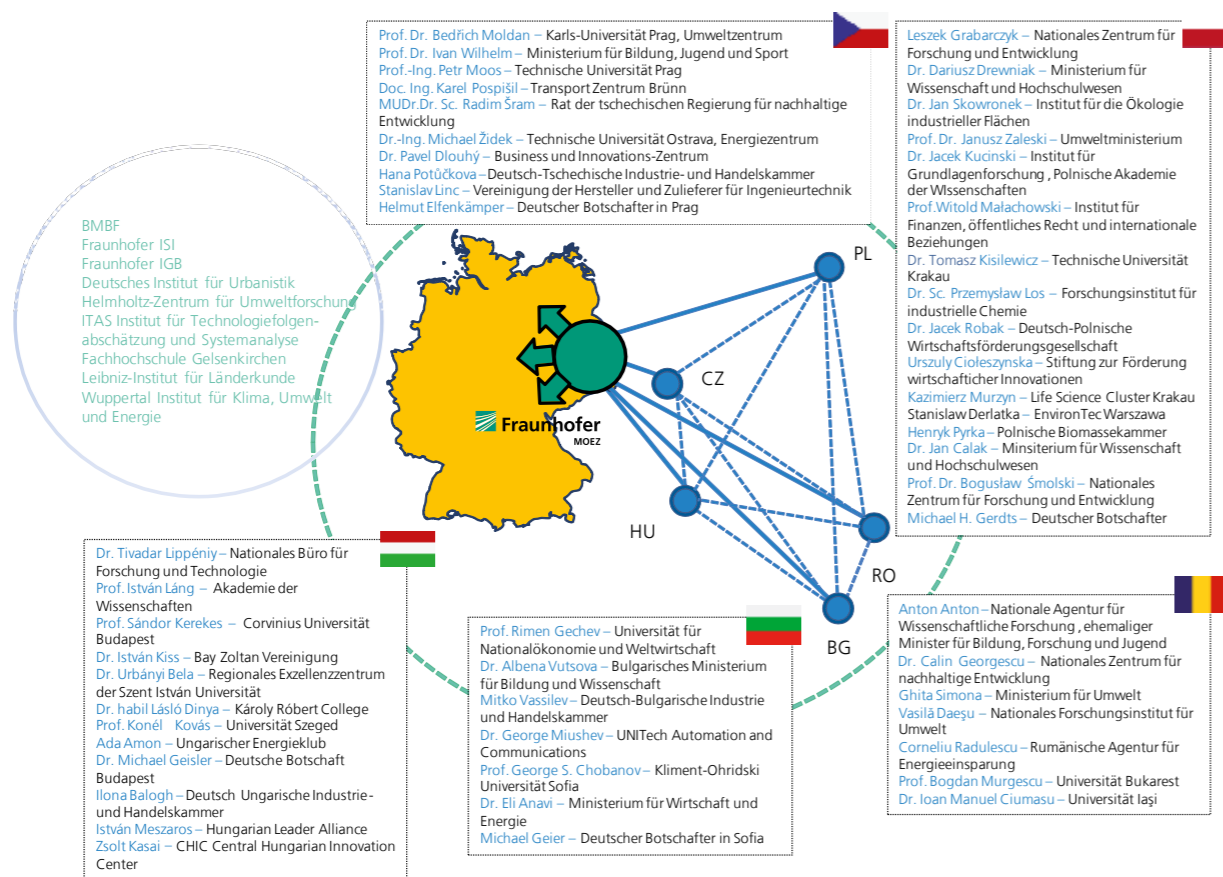 Prof. Dr. Bedřich Moldan – Karls-Universität Prag, Umweltzentrum
Prof. Dr. Ivan Wilhelm – Ministerium für Bildung, Jugend und Sport
Prof.-Ing. Petr Moos – Technische Universität Prag
Doc. Ing. Karel Pospišil – Transport Zentrum Brünn
MUDr.Dr. Sc. Radim Šram – Rat der tschechischen Regierung für nachhaltige
Entwicklung
Dr.-Ing. Michael Židek – Technische Universität Ostrava, Energiezentrum
Dr. Pavel Dlouhý – Business und Innovations-Zentrum
Hana Potůčkova – Deutsch-Tschechische Industrie- und Handelskammer
Stanislav Linc – Vereinigung der Hersteller und Zulieferer für Ingenieurtechnik
Helmut Elfenkämper – Deutscher Botschafter in Prag
Leszek Grabarczyk – Nationales Zentrum für
Forschung und Entwicklung
Dr. Dariusz Drewniak – Ministerium für
Wissenschaft und Hochschulwesen
Dr. Jan Skowronek – Institut für die Ökologie
industrieller Flächen
Prof. Dr. Janusz Zaleski – Umweltministerium
Dr. Jacek Kucinski – Institut für
Grundlagenforschung , Polnische Akademie
der WIssenschaften
Prof.Witold Małachowski – Institut für
Finanzen, öffentliches Recht und internationale
Beziehungen
Dr. Tomasz Kisilewicz – Technische Universität
Krakau
Dr. Sc. Przemysław Los – Forschungsinstitut für
industrielle Chemie
Dr. Jacek Robak – Deutsch-Polnische
Wirtschaftsförderungsgesellschaft
Urszuly Ciołeszynska – Stiftung zur Förderung
wirtschafticher Innovationen
Kazimierz Murzyn – Life Science Cluster Krakau
Stanislaw Derlatka – EnvironTec Warszawa
Henryk Pyrka – Polnische Biomassekammer
Dr. Jan Calak – Minsiterium für Wissenschaft
und Hochschulwesen
Prof. Dr. Bogusław Śmolski – Nationales
Zentrum für Forschung und Entwicklung
Michael H. Gerdts – Deutscher Botschafter
BMBF
Fraunhofer ISI
Fraunhofer IGB
Deutsches Institut für Urbanistik
Helmholtz-Zentrum für Umweltforschung
ITAS Institut für Technologiefolgen-
abschätzung und Systemanalyse
Fachhochschule Gelsenkirchen
Leibniz-Institut für Länderkunde
Wuppertal Institut für Klima, Umwelt
und Energie
PL
CZ
Fraunhofer
MOEZ
HU
RO
BG
Dr. Tivadar Lippéniy – Nationales Büro für
Forschung und Technologie
Prof. István Láng – Akademie der
Wissenschaften
Prof. Sándor Kerekes – Corvinius Universität
Budapest
Dr. István Kiss – Bay Zoltan Vereinigung
Dr. Urbányi Bela – Regionales Exzellenzzentrum
der Szent István Universität
Dr. habil Lásló Dinya – Károly Róbert College
Prof. Konél Kovás – Universität Szeged
Ada Amon – Ungarischer Energieklub
Dr. Michael Geisler – Deutsche Botschaft
Budapest
Ilona Balogh – Deutsch Ungarische Industrie-
und Handelskammer
István Meszaros – Hungarian Leader Alliance
Zsolt Kasai – CHIC Central Hungarian Innovation
Center
Prof. Rimen Gechev – Universität für
Nationalökonomie und Weltwirtschaft
Dr. Albena Vutsova – Bulgarisches Ministerium
für Bildung und Wissenschaft
Mitko Vassilev – Deutsch-Bulgarische Industrie
und Handelskammer
Dr. George Miushev – UNITech Automation and
Communications
Prof. George S. Chobanov – Kliment-Ohridski
Universität Sofia
Dr. Eli Anavi – Ministerium für Wirtschaft und
Energie
Michael Geier – Deutscher Botschafter in Sofia
Anton Anton – Nationale Agentur für
Wissenschaftliche Forschung , ehemaliger
Minister für Bildung, Forschung und Jugend
Dr. Calin Georgescu – Nationales Zentrum für
nachhaltige Entwicklung
Ghita Simona – Ministerium für Umwelt
Vasilă Daeşu – Nationales Forschungsinstitut für
Umwelt
Corneliu Radulescu – Rumänische Agentur für
Energieeinsparung
Prof. Bogdan Murgescu – Universität Bukarest
Dr. Ioan Manuel Ciumasu – Universität Iaşi